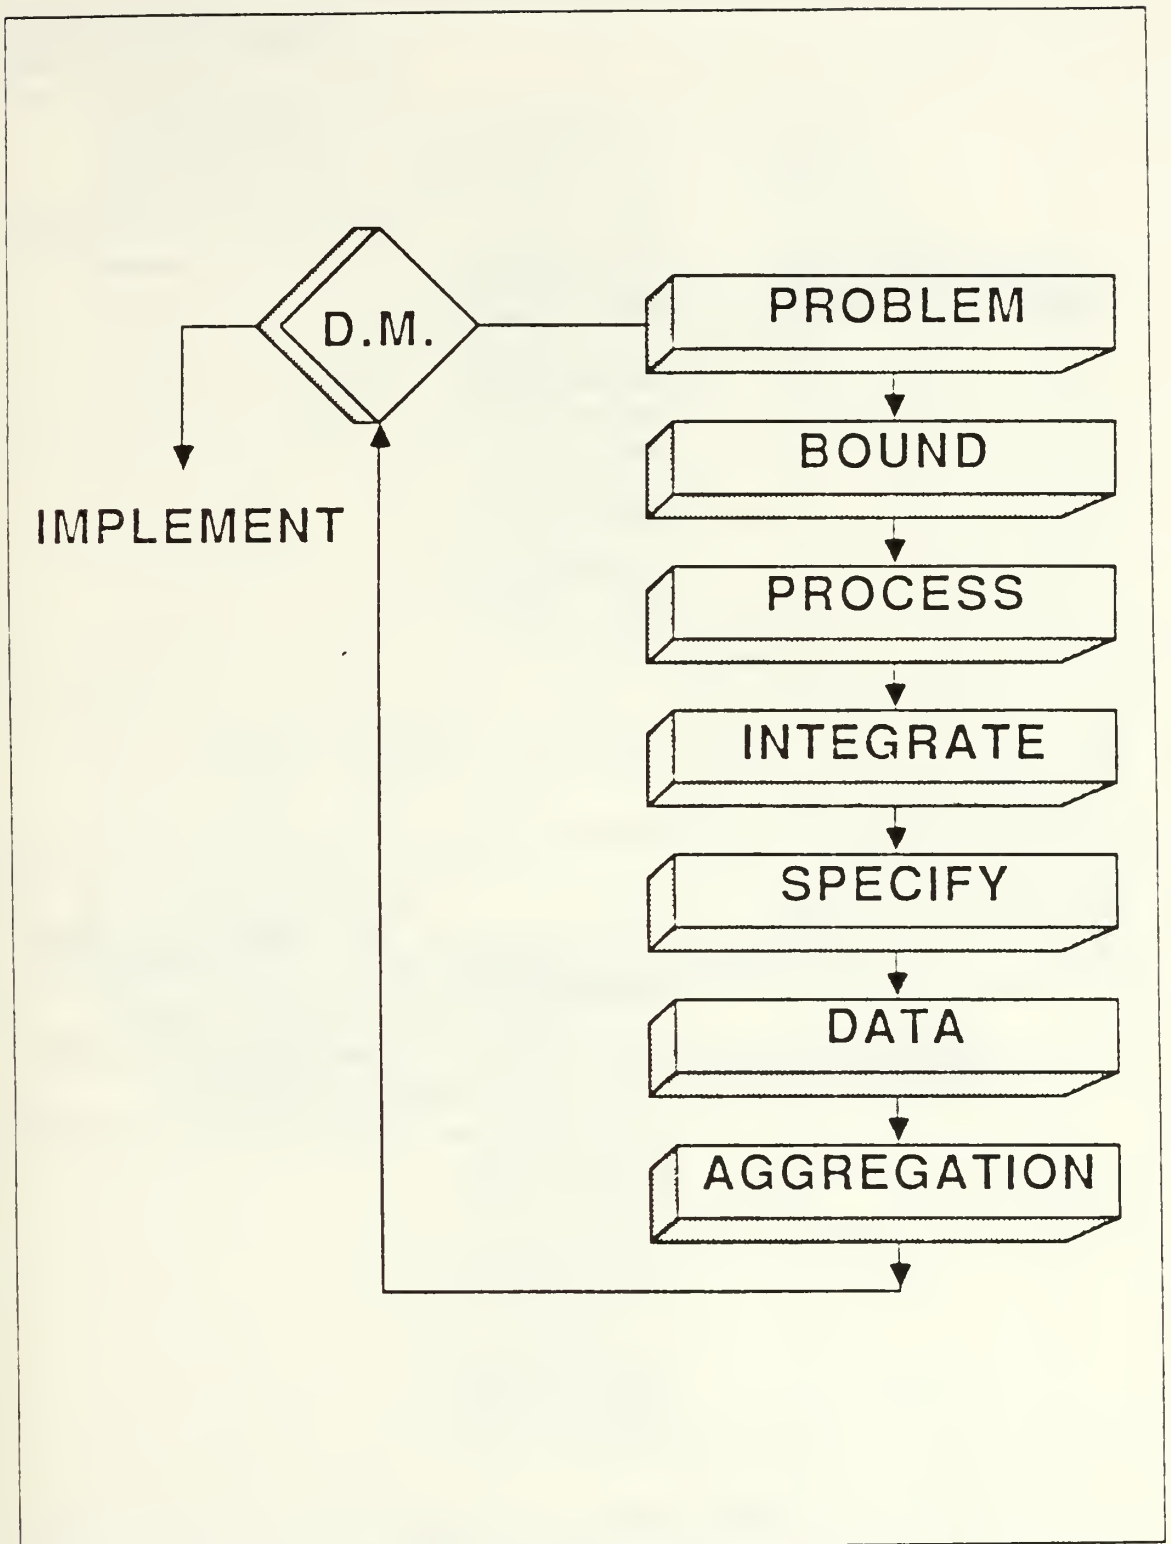 D.M.
PROBLEM
BOUND
IMPLEMENT
PROCESS
INTEGRATE
SPECIFY
DATA
AGGREGATION